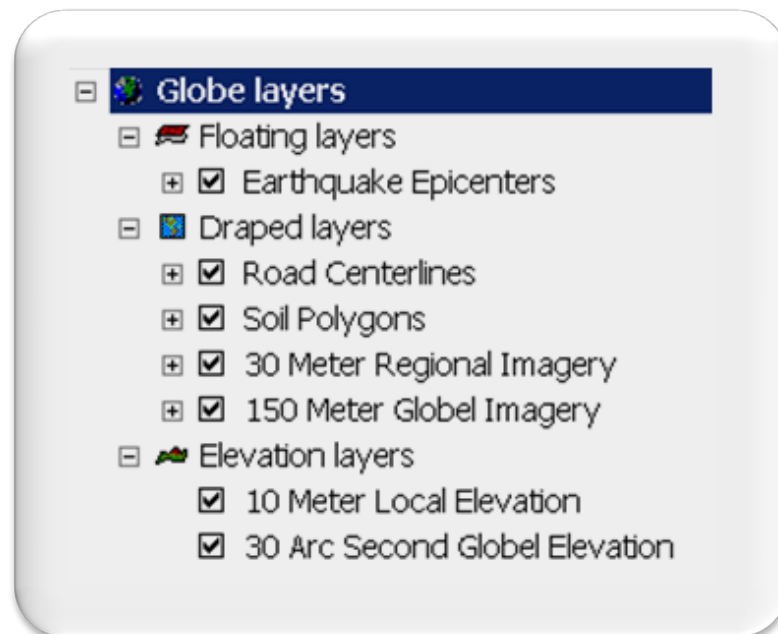 Globe layers
Floating layers
Earthquake Epicenters
Draped layers
Road Centerlines
Soil Polygons
30 Meter Regional Imagery
150 Meter Globel Imagery
Elevation layers
10 Meter Local Elevation
30 Arc Second Globel Elevation